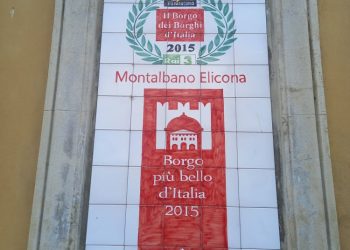 Il Borgo
dei Borghi
d'Italia
2015
Rai 3
Montalbano Elicona
Borgo
più bello
d'Italia
2015